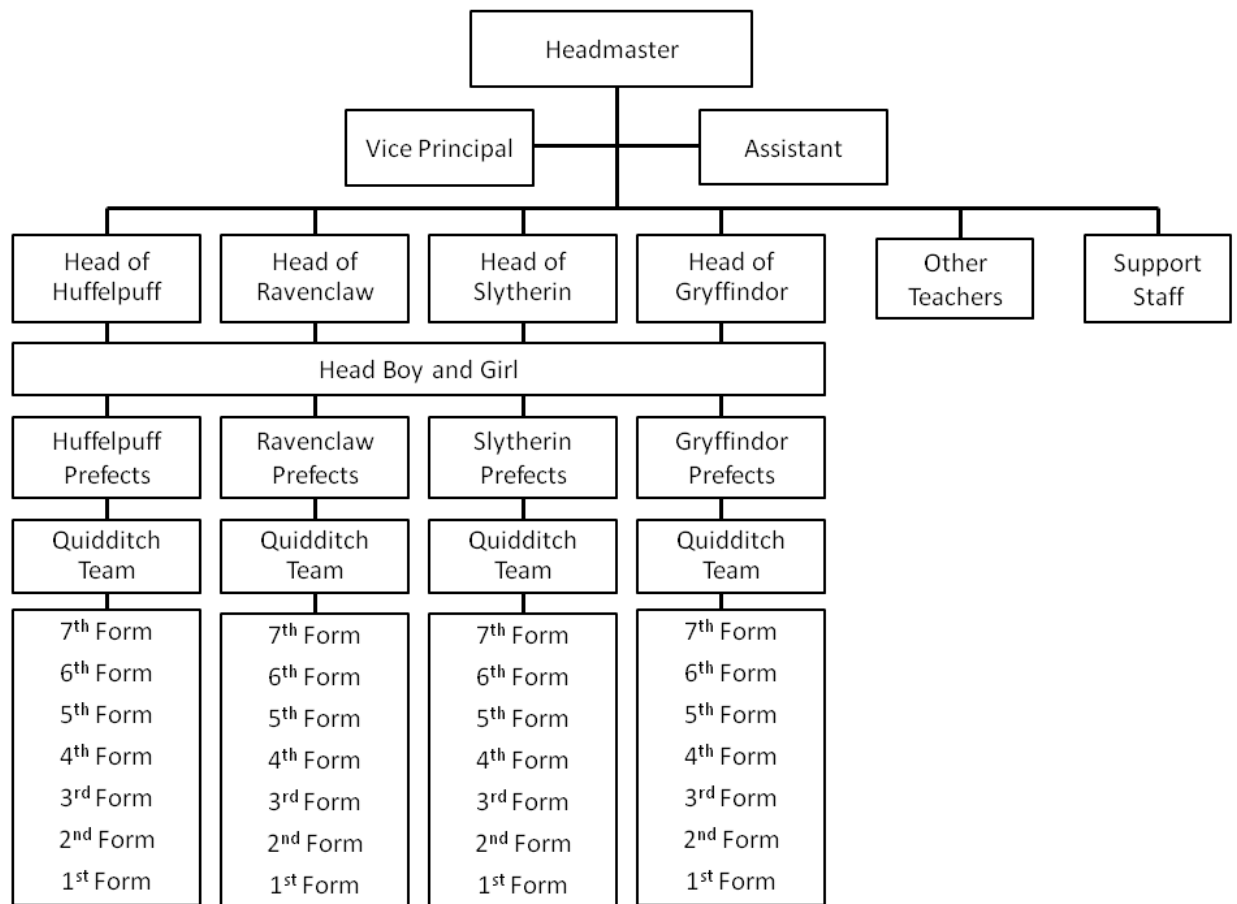 Headmaster
Vice Principal
Assistant
Head of
Huffelpuff
Head of
Ravenclaw
Head of
Slytherin
Head of
Gryffindor
Other
Teachers
Support
Staff
Head Boy and Girl
Huffelpuff
Prefects
Ravenclaw
Prefects
Slytherin
Prefects
Gryffindor
Prefects
Quidditch
Team
Quidditch
Team
Quidditch
Team
Quidditch
Team
7th Form
6th Form
5th Form
4th Form
3rd Form
2nd Form
1st Form
7th Form
6th Form
5th Form
4th Form
3rd Form
2nd Form
1st Form
7th Form
6th Form
5th Form
4th Form
3rd Form
2nd Form
1st Form
7th Form
6th Form
5th Form
4th Form
3rd Form
2nd Form
1st Form